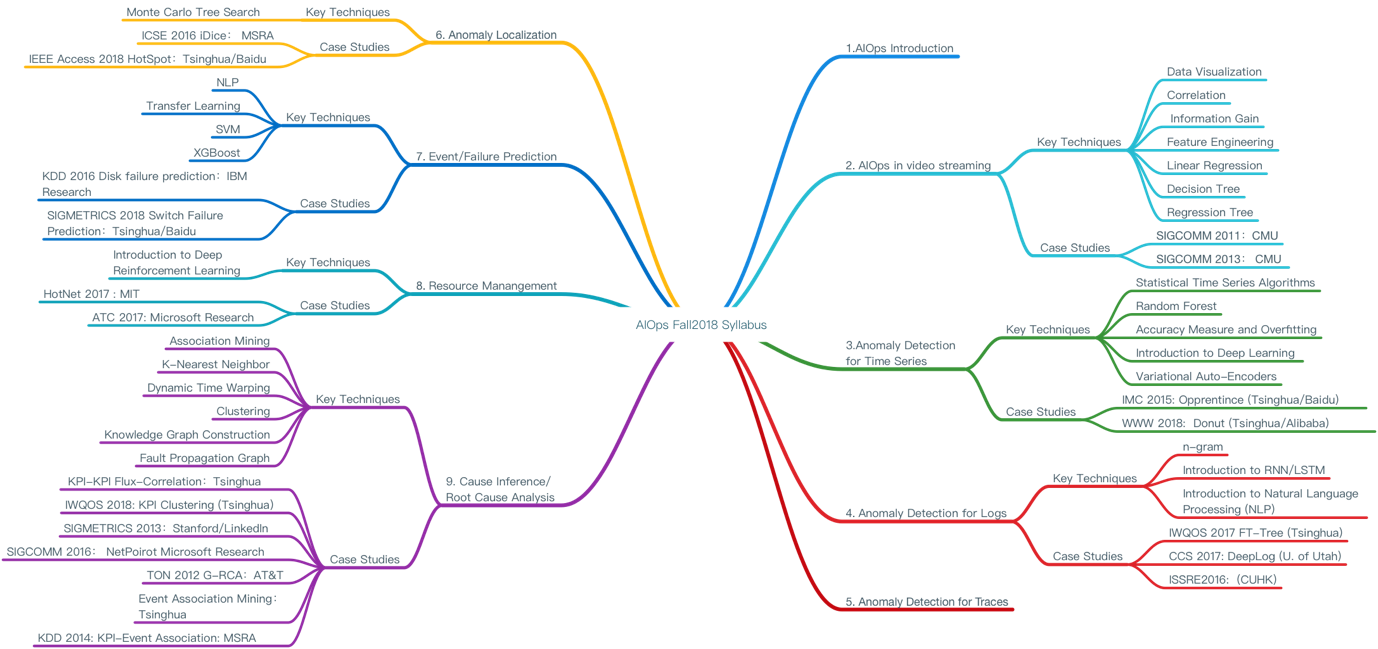 AIOps Fall2018 Syllabus
1.AIOps Introduction
2. AIOps in video streaming
Key Techniques
Data Visualization
Correlation
Information Gain
Feature Engineering
Linear Regression
Decision Tree
Regression Tree
Case Studies
SIGCOMM 2011：CMU
SIGCOMM 2013：CMU
3.Anomaly Detection
for Time Series
Key Techniques
Statistical Time Series Algorithms
Random Forest
Accuracy Measure and Overfitting
Introduction to Deep Learning
Variational Auto-Encoders
Case Studies
IMC 2015: Opprentince (Tsinghua/Baidu)
WWW 2018: Donut (Tsinghua/Alibaba)
4. Anomaly Detection for Logs
Key Techniques
n-gram
Introduction to RNN/LSTM
Introduction to Natural Language
Processing (NLP)
Case Studies
IWQOS 2017 FT-Tree (Tsinghua)
CCS 2017: DeepLog (U. of Utah)
ISSRE2016:（CUHK)
5. Anomaly Detection for Traces
6. Anomaly Localization
Key Techniques
Monte Carlo Tree Search
Case Studies
ICSE 2016 iDice： MSRA
IEEE Access 2018 HotSpot：Tsinghua/Baidu
7. Event/Failure Prediction
Key Techniques
NLP
Transfer Learning
SVM
XGBoost
Case Studies
KDD 2016 Disk failure prediction：IBM
Research
SIGMETRICS 2018 Switch Failure
Prediction：Tsinghua/Baidu
8. Resource Mangement
Key Techniques
Introduction to Deep
Reinforcement Learning
Case Studies
HotNet 2017 : MIT
ATC 2017: Microsoft Research
9. Cause Inference/
Root Cause Analysis
Key Techniques
Association Mining
K-Nearest Neighbor
Dynamic Time Warping
Clustering
Knowledge Graph Construction
Fault Propagation Graph
Case Studies
KPI-KPI Flux-Correlation：Tsinghua
IWQOS 2018: KPI Clustering (Tsinghua)
SIGMETRICS 2013：Stanford/LinkedIn
SIGCOMM 2016： NetPoirot Microsoft Research
TON 2012 G-RCA：AT&T
Event Association Mining：
Tsinghua
KDD 2014: KPI-Event Association: MSRA